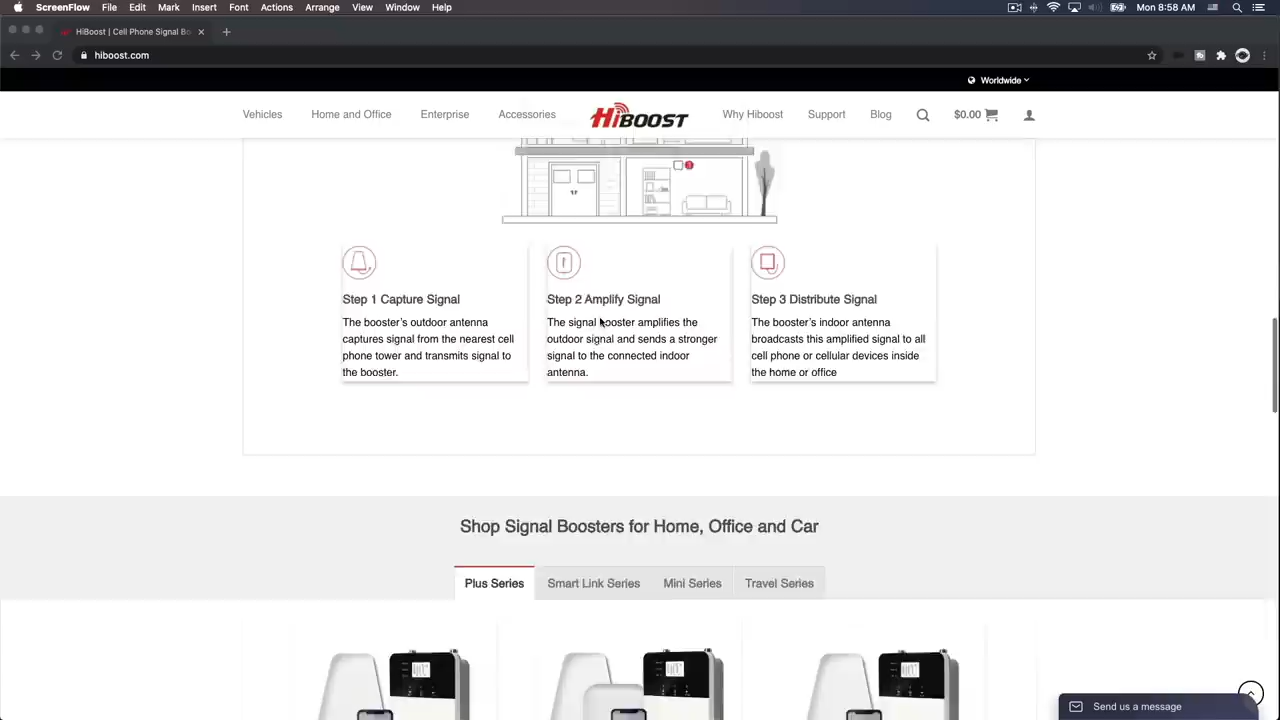 ScreenFlow File Edit Mark Insert Font Actions Arrange View Window Help Mon 8:58 AM
HiBoost | Cell Phone Signal Bo
hiboost.com
Worldwide
Vehicles Home and Office Enterprise Accessories HiBOOST Why Hiboost Support Blog $0.00
3
Step 1 Capture Signal
The booster's outdoor antenna
captures signal from the nearest cell
phone tower and transmits signal to
the booster.
Step 2 Amplify Signal
The signal booster amplifies the
outdoor signal and sends a stronger
signal to the connected indoor
antenna.
Step 3 Distribute Signal
The booster's indoor antenna
broadcasts this amplified signal to all
cell phone or cellular devices inside
the home or office
Shop Signal Boosters for Home, Office and Car
Plus Series Smart Link Series Mini Series Travel Series
Send us a message